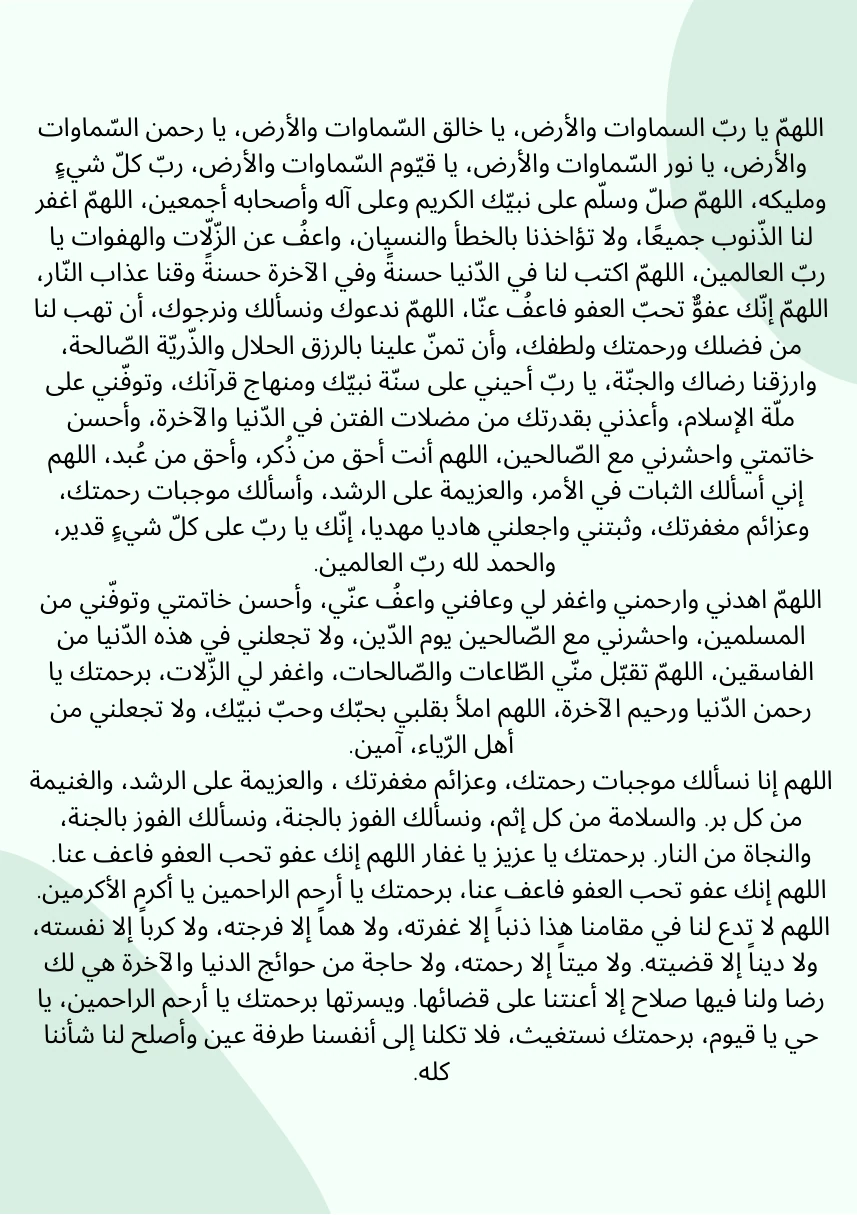 اللهمّ يا ربّ السماوات والأرض، يا خالق السّماوات والأرض، يا رحمن السّماوات
والأرض، يا نور السّماوات والأرض، يا قيّوم السّماوات والأرض، ربّ كلّ شيءٍ
ومليكه، اللهمّ صلّ وسلّم على نبيّك الكريم وعلى آله وأصحابه أجمعين، اللهمّ اغفر
لنا الذّنوب جميعًا، ولا تؤاخذنا بالخطأ والنسيان، واعفُ عن الزّلّات والهفوات يا
ربّ العالمين، اللهمّ اكتب لنا في الدّنيا حسنةً وفي الآخرة حسنةً وقنا عذاب النّار،
اللهمّ إنّك عفوٌّ تحبّ العفو فاعفُ عنّا، اللهمّ ندعوك ونسألك ونرجوك، أن تهب لنا
من فضلك ورحمتك ولطفك، وأن تمنّ علينا بالرزق الحلال والذّريّة الصّالحة،
وارزقنا رضاك والجنّة، يا ربّ أحيني على سنّة نبيّك ومنهاج قرآنك، وتوفّني على
ملّة الإسلام، وأعذني بقدرتك من مضلات الفتن في الدّنيا والآخرة، وأحسن
خاتمتي واحشرني مع الصّالحين، اللهم أنت أحق من ذُكر، وأحق من عُبد، اللهم
إني أسألك الثبات في الأمر، والعزيمة على الرشد، وأسألك موجبات رحمتك،
وعزائم مغفرتك، وثبتني واجعلني هاديا مهديا، إنّك يا ربّ على كلّ شيءٍ قدير،
والحمد لله ربّ العالمين.
اللهمّ اهدني وارحمني واغفر لي وعافني واعفُ عنّي، وأحسن خاتمتي وتوفّني من
المسلمين، واحشرني مع الصّالحين يوم الدّين، ولا تجعلني في هذه الدّنيا من
الفاسقين، اللهمّ تقبّل منّي الطّاعات والصّالحات، واغفر لي الزّلات، برحمتك يا
رحمن الدّنيا ورحيم الآخرة، اللهم املأ بقلبي بحبّك وحبّ نبيّك، ولا تجعلني من
أهل الرّياء، آمين.
اللهم إنا نسألك موجبات رحمتك، وعزائم مغفرتك ، والعزيمة على الرشد، والغنيمة
من كل بر. والسلامة من كل إثم، ونسألك الفوز بالجنة، ونسألك الفوز بالجنة،
والنجاة من النار. برحمتك يا عزيز يا غفار اللهم إنك عفو تحب العفو فاعف عنا.
اللهم إنك عفو تحب العفو فاعف عنا، برحمتك يا أرحم الراحمين يا أكرم الأكرمين.
اللهم لا تدع لنا في مقامنا هذا ذنباً إلا غفرته، ولا هماً إلا فرجته، ولا كرباً إلا نفسته،
ولا ديناً إلا قضيته. ولا ميتاً إلا رحمته، ولا حاجة من حوائج الدنيا والآخرة هي لك
رضا ولنا فيها صلاح إلا أعنتنا على قضائها. ويسرتها برحمتك يا أرحم الراحمين، يا
حي يا قيوم، برحمتك نستغيث، فلا تكلنا إلى أنفسنا طرفة عين وأصلح لنا شأننا
كله.